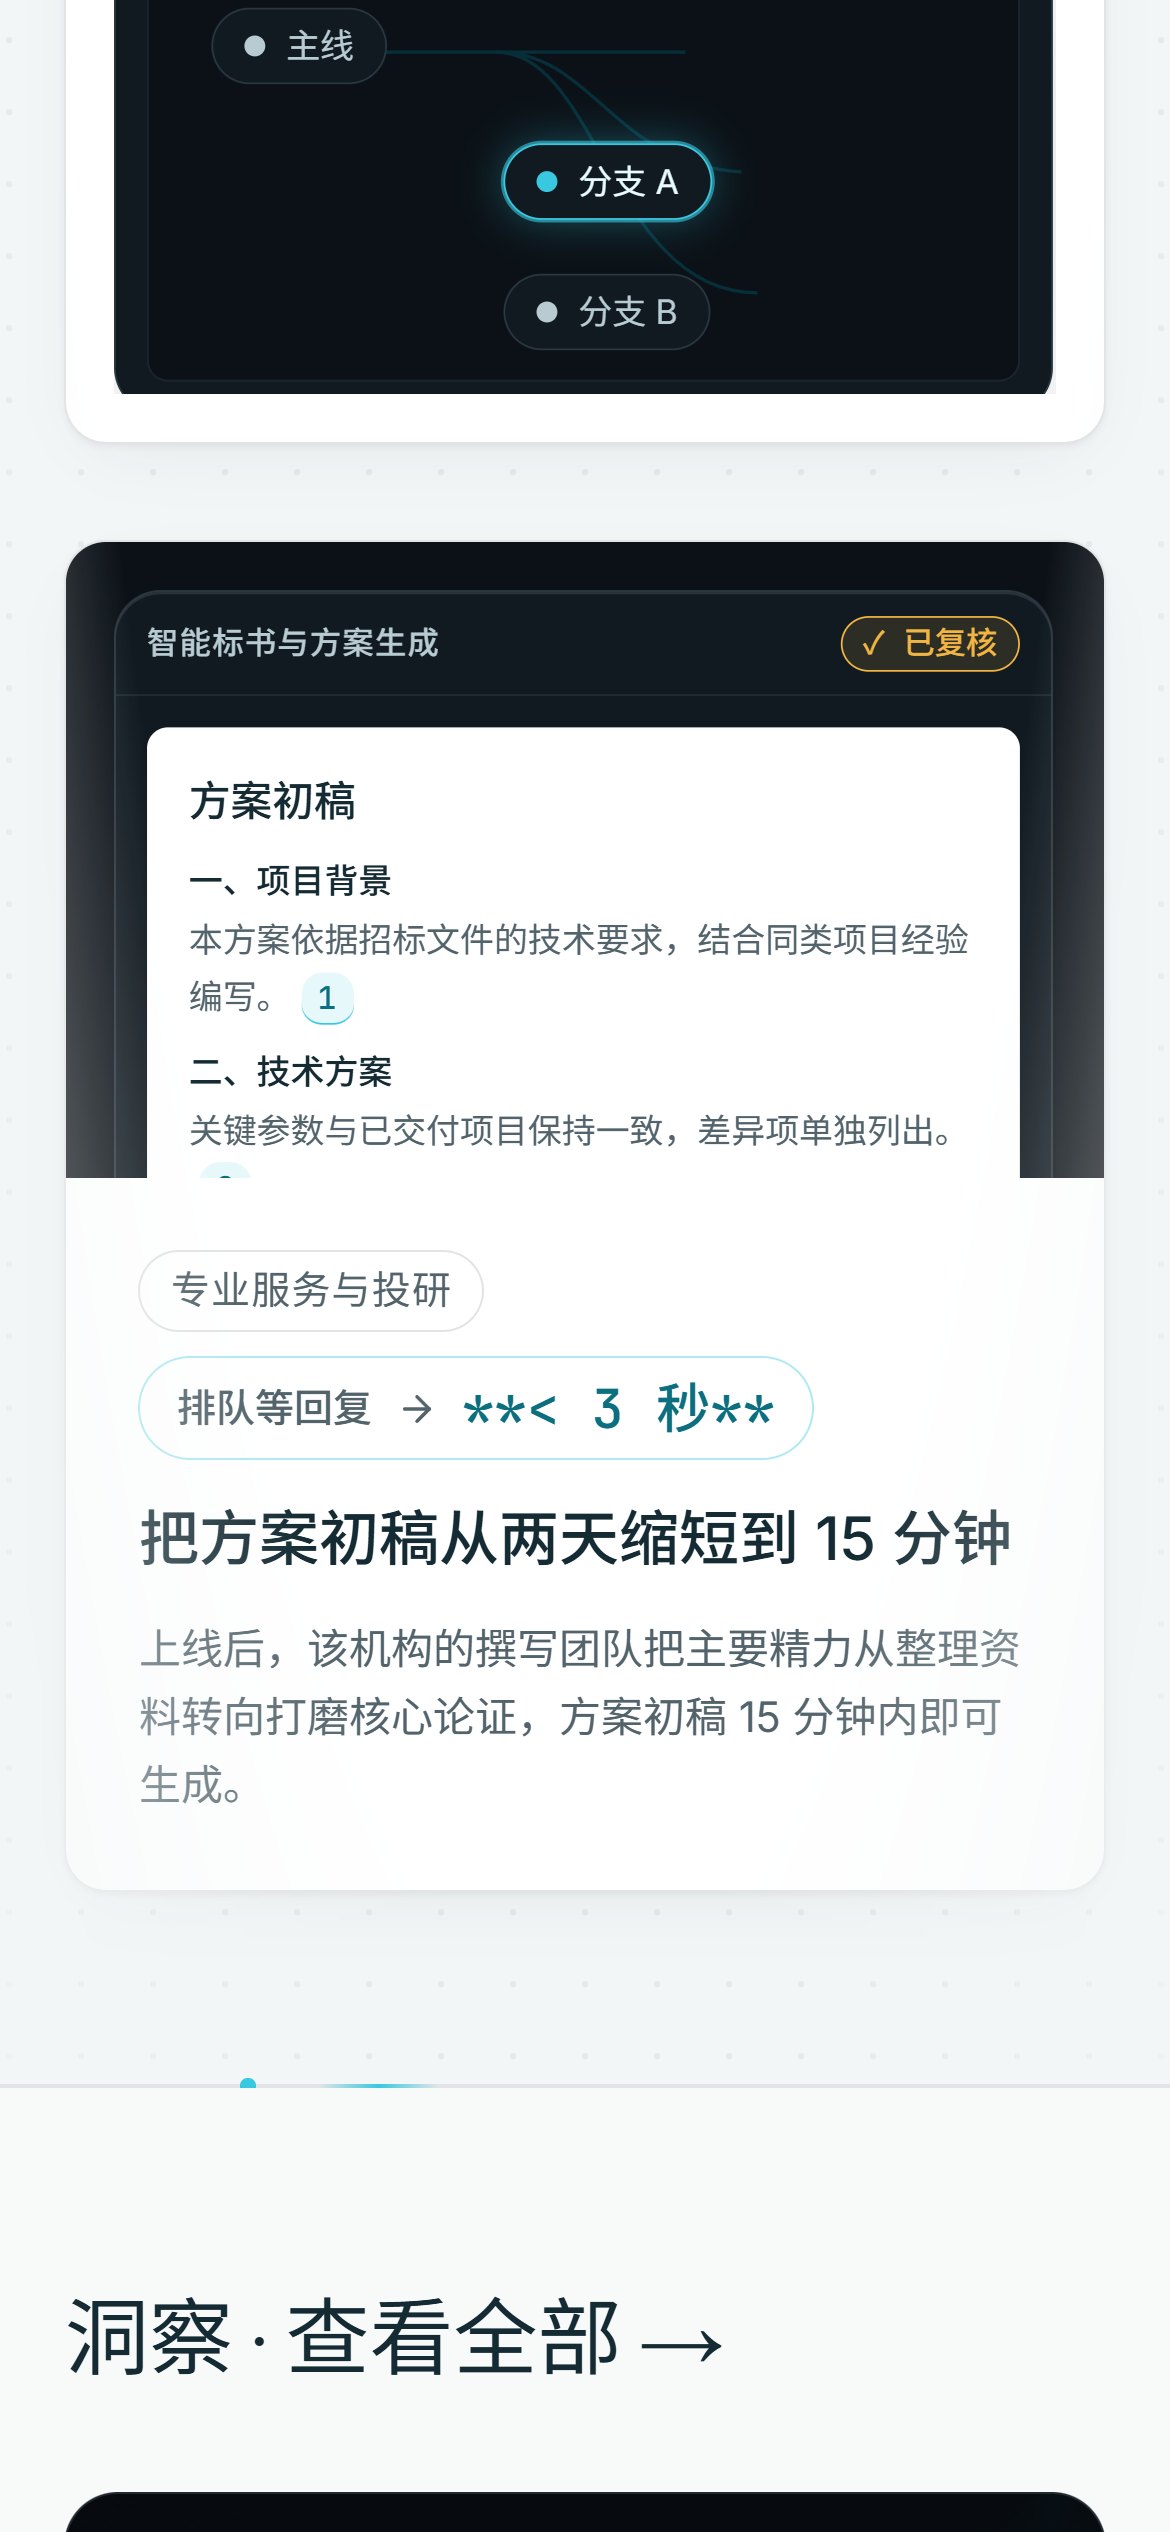 主线
分支 A
分支 B
智能标书与方案生成
✓ 已复核
方案初稿
一、项目背景
本方案依据招标文件的技术要求，结合同类项目经验
编写。 1
二、技术方案
关键参数与已交付项目保持一致，差异项单独列出。
专业服务与投研
排队等回复 → **< 3 秒**
把方案初稿从两天缩短到 15 分钟
上线后，该机构的撰写团队把主要精力从整理资
料转向打磨核心论证，方案初稿 15 分钟内即可
生成。
洞察 · 查看全部 →